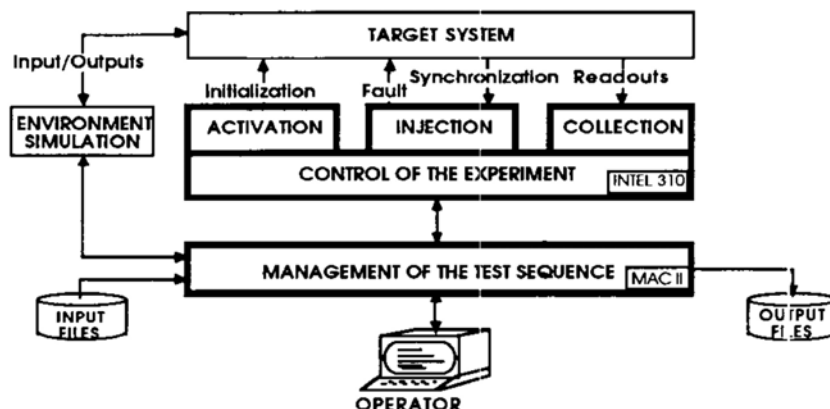 TARGET SYSTEM
Input/Outputs
Initialization
Fault
Synchronization
Readouts
ENVIRONMENT
SIMULATION
ACTIVATION
INJECTION
COLLECTION
CONTROL OF THE EXPERIMENT
INTEL 310
MANAGEMENT OF THE TEST SEQUENCE
MAC II
INPUT
FILES
OUTPUT
FILES
OPERATOR